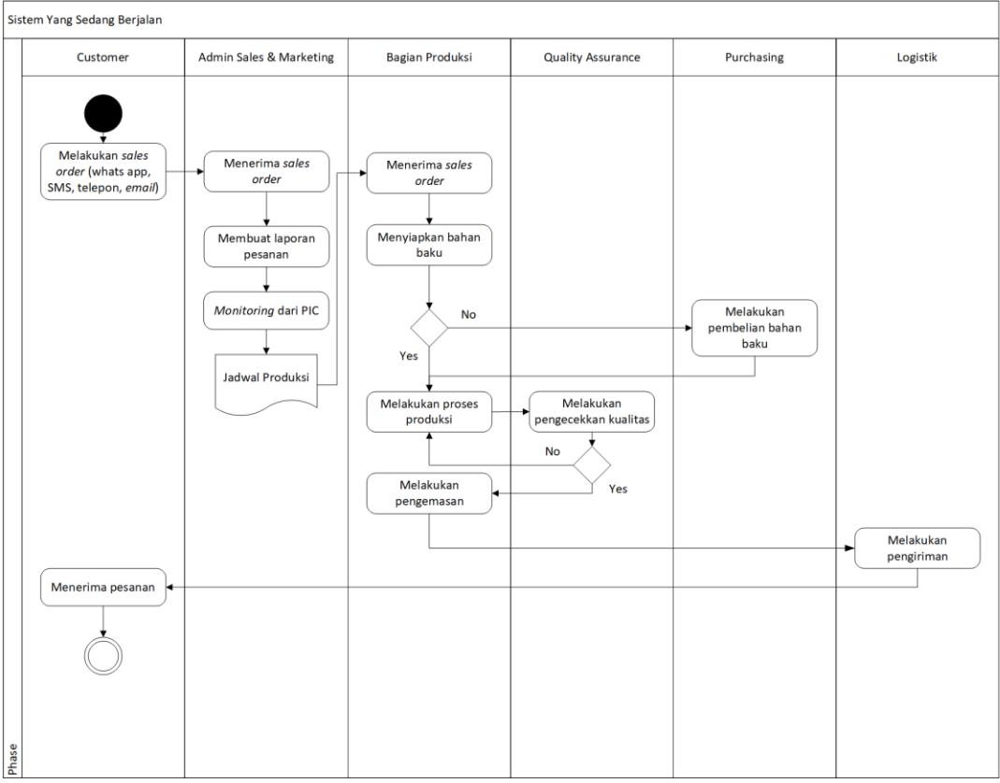 Sistem Yang Sedang Berjalan
Customer
Admin Sales & Marketing
Bagian Produksi
Quality Assurance
Purchasing
Logistik
Melakukan sales
order (whats app,
SMS, telepon, email)
Menerima sales
order
Menerima sales
order
Membuat laporan
pesanan
Menyiapkan bahan
baku
Monitoring dari PIC
No
Melakukan
pembelian bahan
baku
Yes
Jadwal Produksi
Melakukan proses
produksi
Melakukan
pengecekkan kualitas
No
Yes
Melakukan
pengemasan
Melakukan
pengiriman
Menerima pesanan
Phase